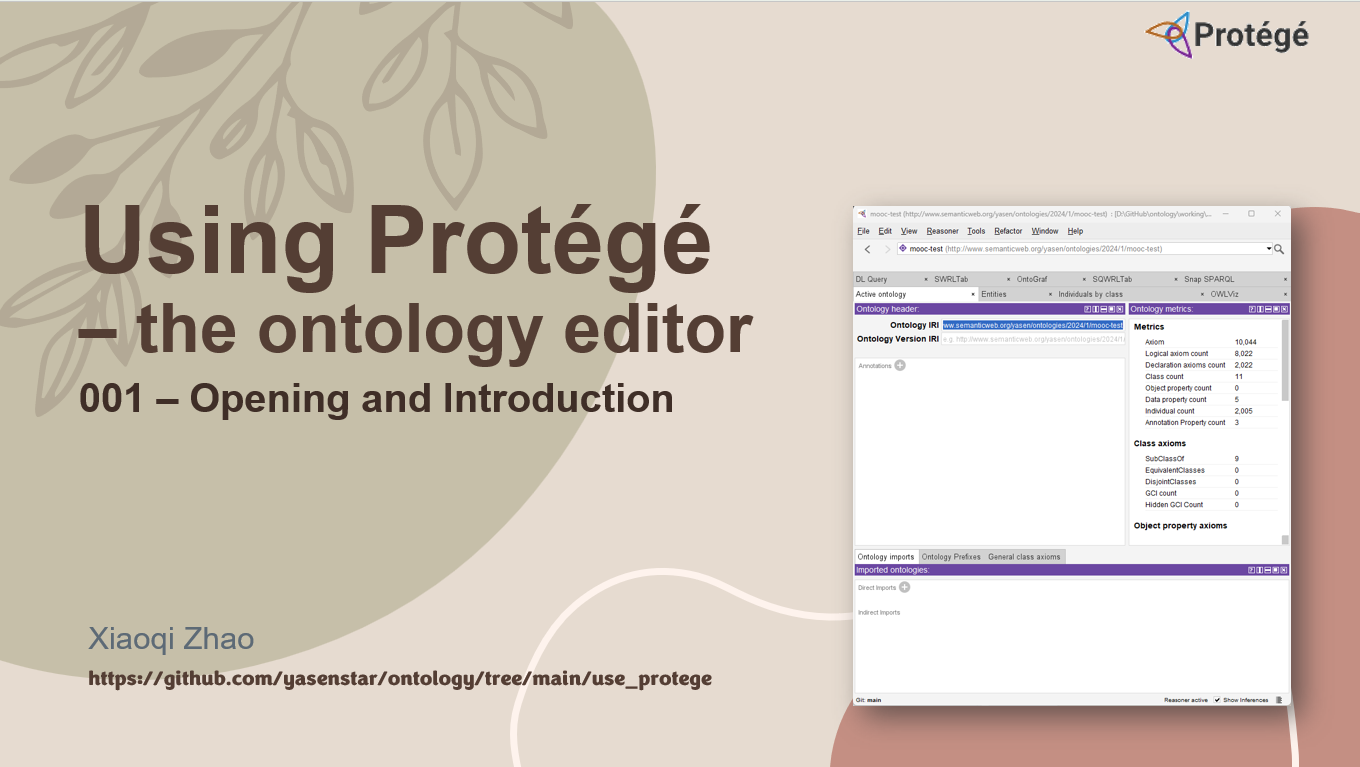 Protégé
Using Protégé
– the ontology editor
001 – Opening and Introduction
Xiaoqi Zhao
https://github.com/yasenstar/ontology/tree/main/use_protege
mooc-test (http://www.semanticweb.org/yasen/ontologies/2024/1/mooc-test) : [D:\GitHub\ontology\working\...
File Edit View Reasoner Tools Refactor Window Help
mooc-test (http://www.semanticweb.org/yasen/ontologies/2024/1/mooc-test)
DL Query × SWRLTab × OntoGraf × SQWRLTab × Snap SPARQL ×
Active ontology × Entities × Individuals by class × OWLViz ×
Ontology header:
Ontology IRI ww.semanticweb.org/yasen/ontologies/2024/1/mooc-test
Ontology Version IRI e.g. http://www.semanticweb.org/yasen/ontologies/2024/1/
Annotations
Ontology metrics:
Metrics
Axiom 10,044
Logical axiom count 8,022
Declaration axioms count 2,022
Class count 11
Object property count 0
Data property count 5
Individual count 2,005
Annotation Property count 3
Class axioms
SubClassOf 9
EquivalentClasses 0
DisjointClasses 0
GCI count 0
Hidden GCI Count 0
Object property axioms
Ontology imports Ontology Prefixes General class axioms
Imported ontologies:
Direct Imports
Indirect Imports
Git: main
Reasoner active Show Inferences